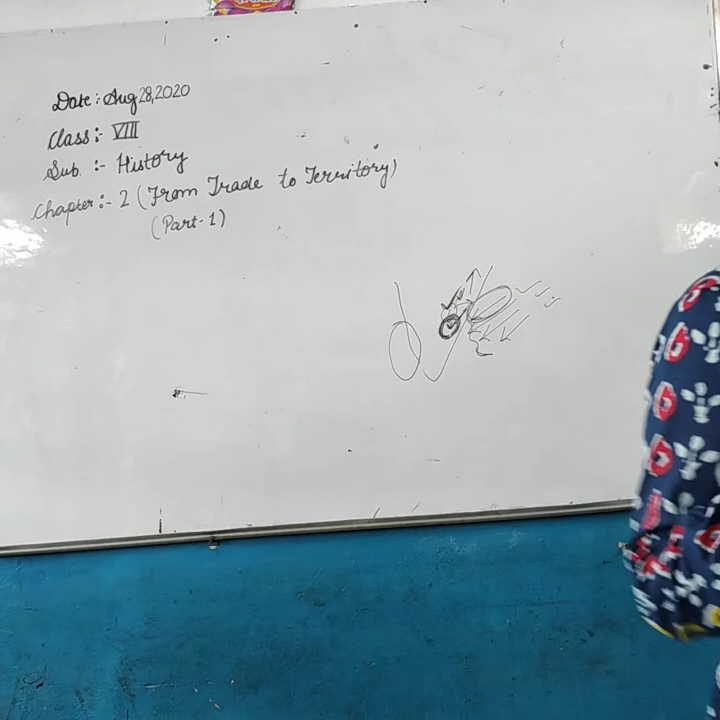 Date : Aug 28, 2020
Class :- VIII
Sub. :- History
Chapter :- 2 (From Trade to Territory)
(Part-1)